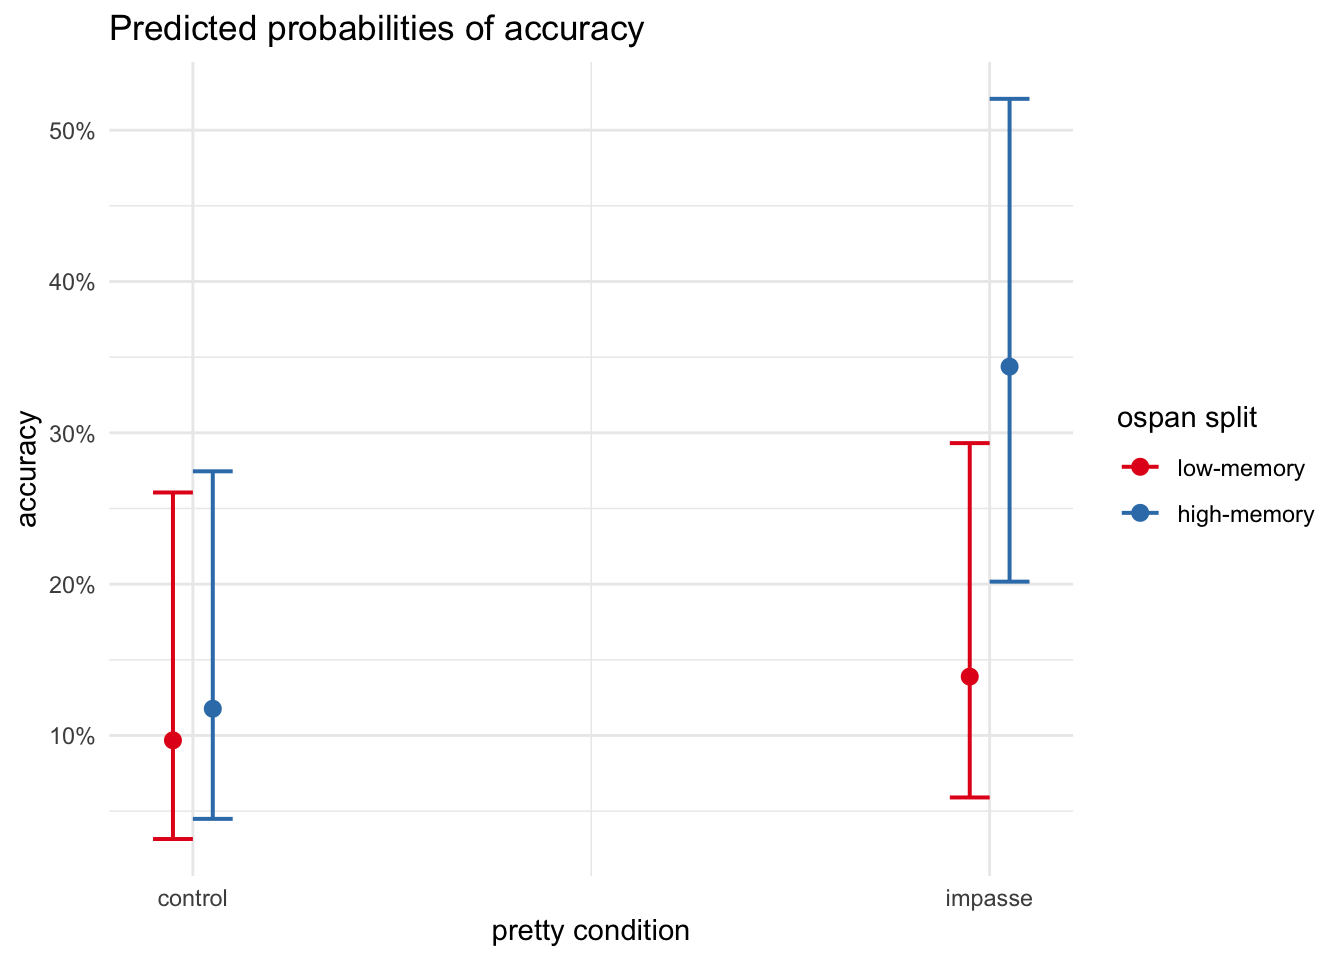 Predicted probabilities of accuracy
50%
40%
30%
20%
10%
accuracy
control
impasse
pretty condition
ospan split
low-memory
high-memory